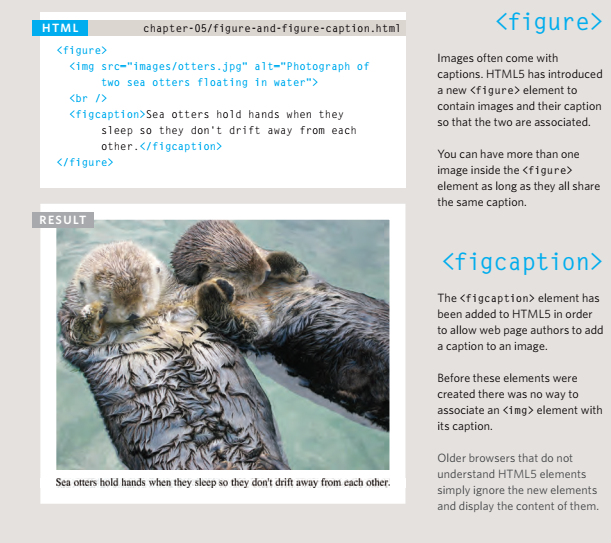 HTML
chapter-05/figure-and-figure-caption.html
<figure>
<img src="images/otters.jpg" alt="Photograph of
two sea otters floating in water">
<br />
<figcaption>Sea otters hold hands when they
sleep so they don't drift away from each
other.</figcaption>
</figure>
RESULT
Sea otters hold hands when they sleep so they don't drift away from each other.
<figure>
Images often come with
captions. HTML5 has introduced
a new <figure> element to
contain images and their caption
so that the two are associated.
You can have more than one
image inside the <figure>
element as long as they all share
the same caption.
<figcaption>
The <figcaption> element has
been added to HTML5 in order
to allow web page authors to add
a caption to an image.
Before these elements were
created there was no way to
associate an <img> element with
its caption.
Older browsers that do not
understand HTML5 elements
simply ignore the new elements
and display the content of them.